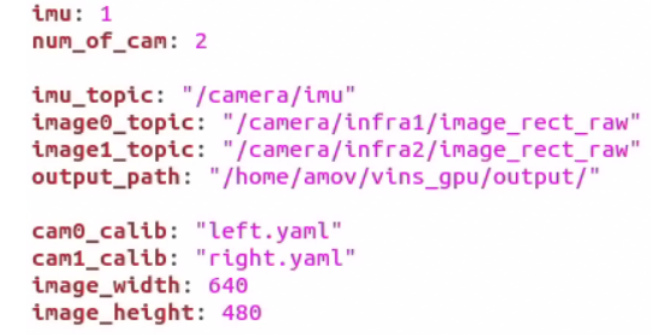 imu: 1
num_of_cam: 2
imu_topic: "/camera/imu"
image0_topic: "/camera/infra1/image_rect_raw"
image1_topic: "/camera/infra2/image_rect_raw"
output_path: "/home/amov/vins_gpu/output/"
cam0_calib: "left.yaml"
cam1_calib: "right.yaml"
image_width: 640
image_height: 480